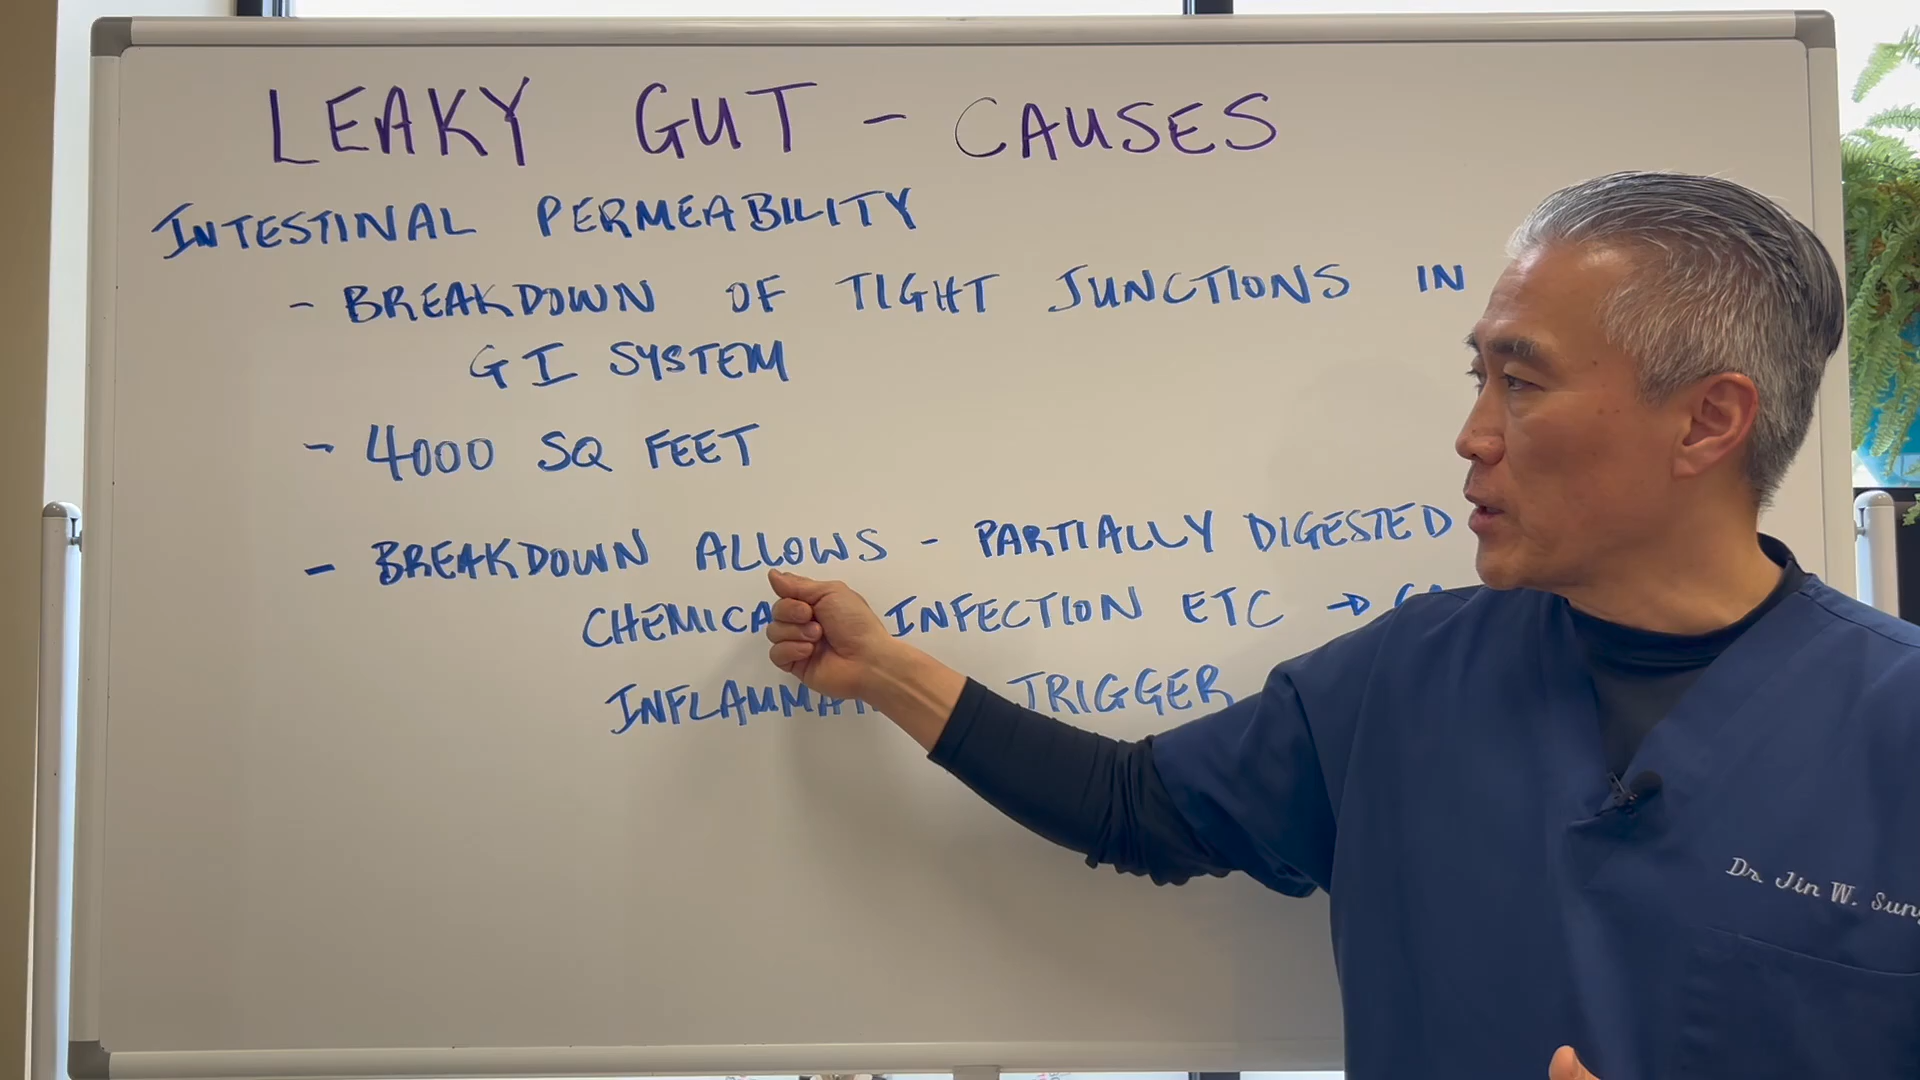 LEAKY GUT - CAUSES
INTESTINAL PERMEABILITY
- BREAKDOWN OF TIGHT JUNCTIONS IN
GI SYSTEM
- 4000 SQ FEET
- BREAKDOWN ALLOWS - PARTIALLY DIGESTED
INFECTION ETC →
TRIGGER
Dr. Jin W. Sung